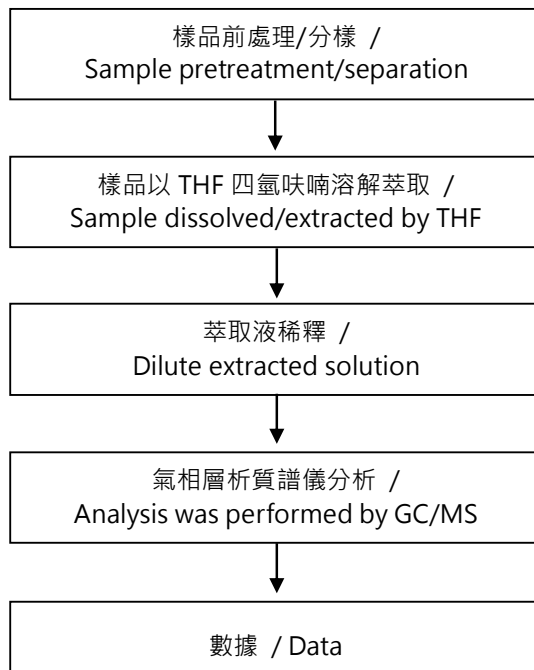 樣品前處理/分樣 /
Sample pretreatment/separation
樣品以 THF 四氫呋喃溶解萃取 /
Sample dissolved/extracted by THF
萃取液稀釋 /
Dilute extracted solution
氣相層析質譜儀分析 /
Analysis was performed by GC/MS
數據 / Data